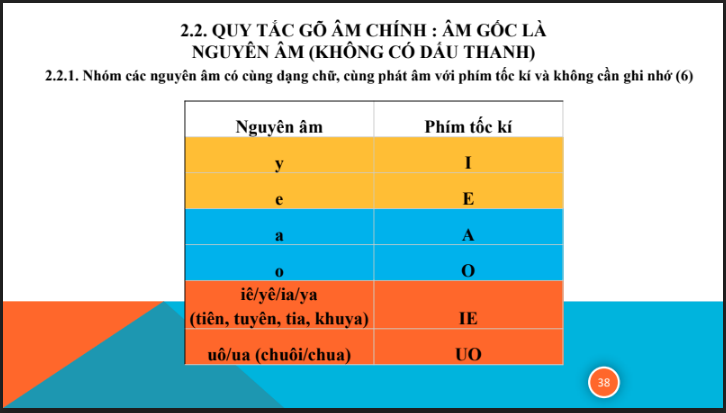 2.2. QUY TẮC GÕ ÂM CHÍNH : ÂM GỐC LÀ
NGUYÊN ÂM (KHÔNG CÓ DẤU THANH)
2.2.1. Nhóm các nguyên âm có cùng dạng chữ, cùng phát âm với phím tốc kí và không cần ghi nhớ (6)
Nguyên âm Phím tốc kí
y I
e E
a A
o O
iê/yê/ia/ya
(tiên, tuyên, tia, khuya) IE
uô/ua (chuôi/chua) UO
38